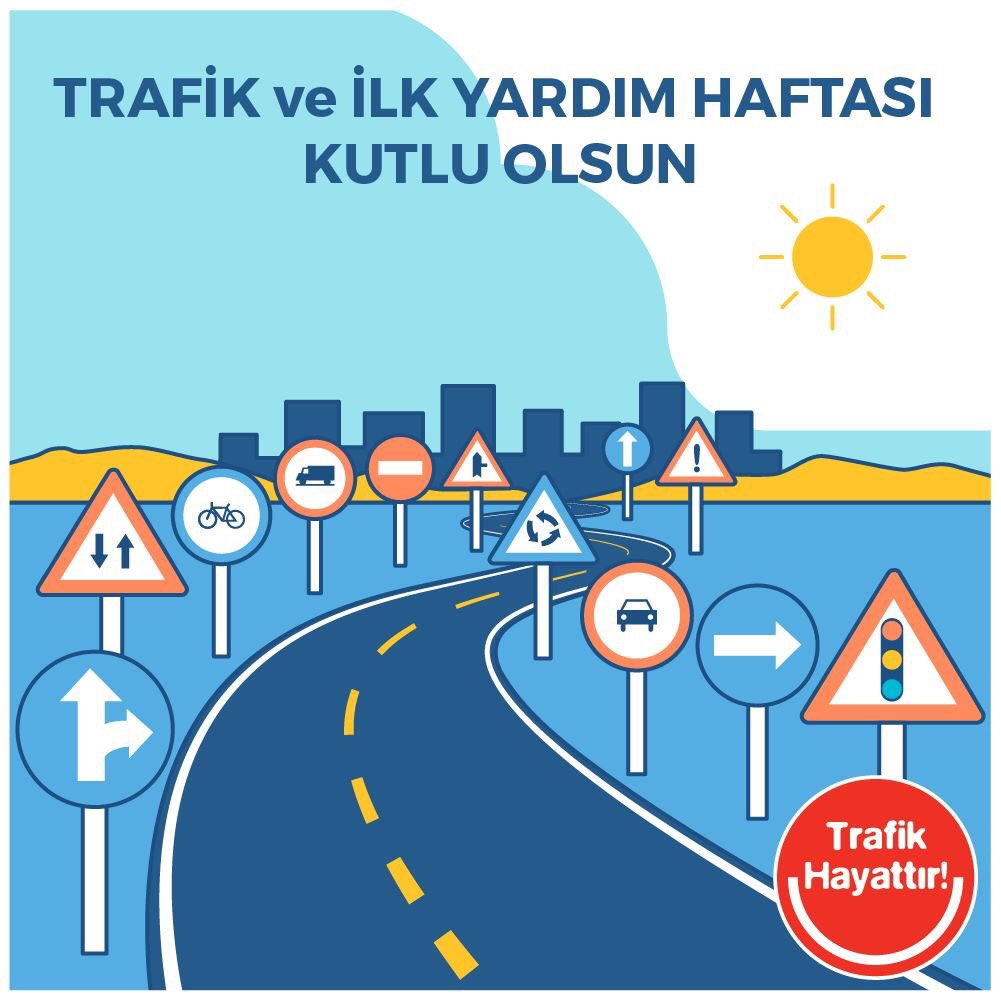 TRAFİK ve İLK YARDIM HAFTASI
KUTLU OLSUN
Trafik
Hayattır!